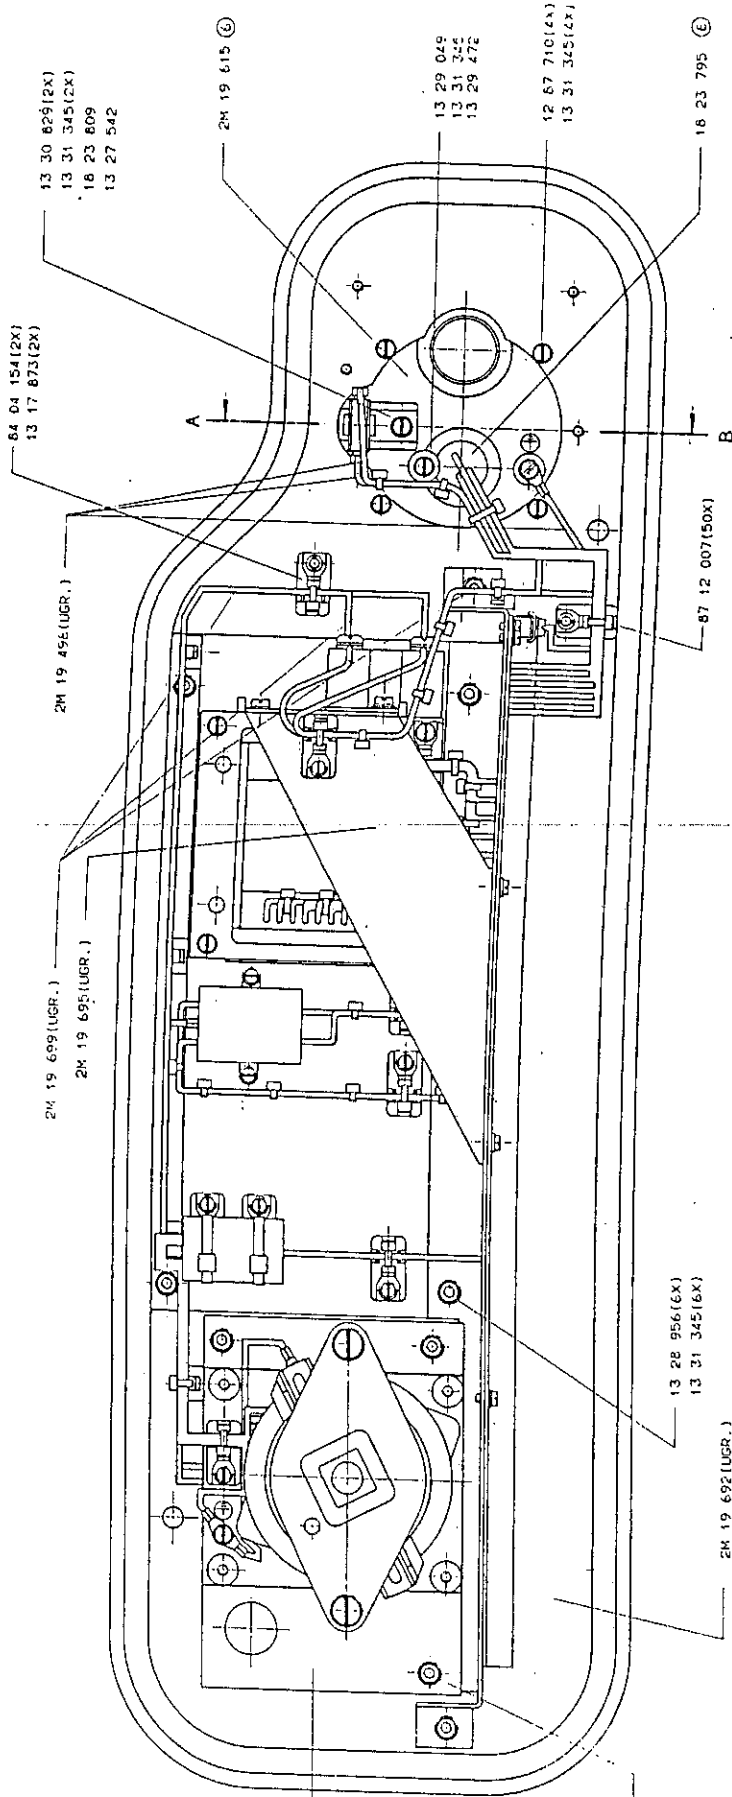 13 30 829(2X)
13 31 345(2X)
18 23 809
13 27 542
2M 19 615 G
13 29 049
13 31 345
13 29 472
12 87 710(4X)
13 31 345(4X)
18 23 795 E
84 04 154(2X)
13 17 873(2X)
A
B
2M 19 496(UGR.)
87 12 007(50X)
2M 19 699(UGR.)
2M 19 695(UGR.)
13 28 956(6X)
13 31 345(6X)
2M 19 692(UGR.)